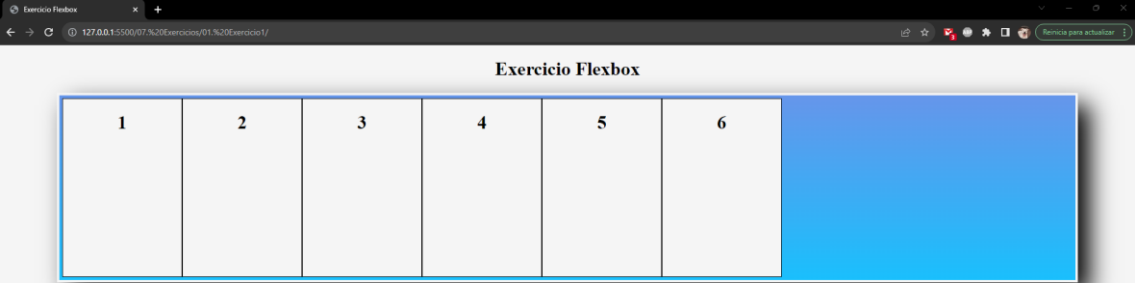 Exercicio Flexbox
127.0.0.1:5500/07.%20Exercicios/01.%20Exercicio1/
3
Reinicia para actualizar
Exercicio Flexbox
1 2 3 4 5 6